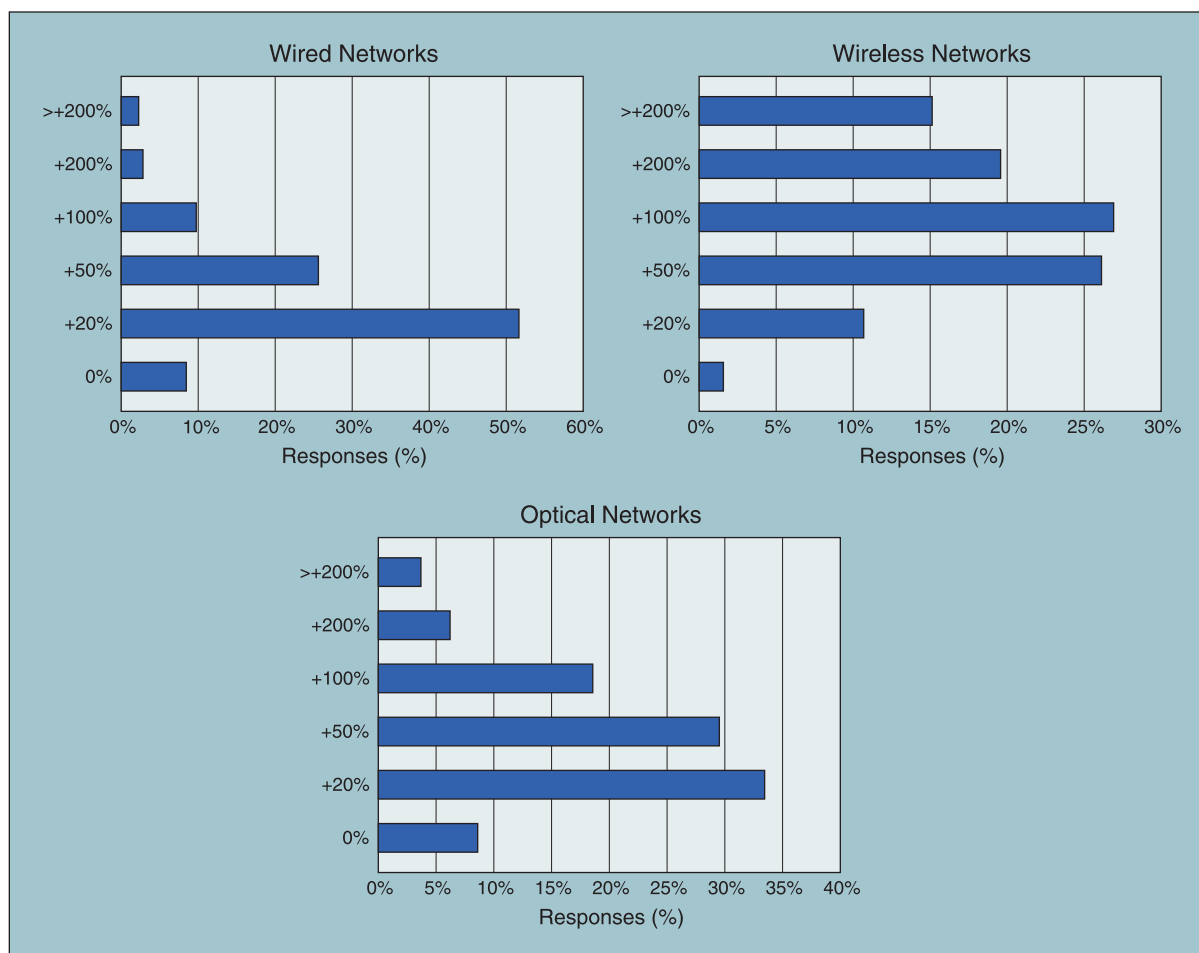 Wired Networks
>+200%
+200%
+100%
+50%
+20%
0%
0% 10% 20% 30% 40% 50% 60%
Responses (%)
Wireless Networks
>+200%
+200%
+100%
+50%
+20%
0%
0% 5% 10% 15% 20% 25% 30%
Responses (%)
Optical Networks
>+200%
+200%
+100%
+50%
+20%
0%
0% 5% 10% 15% 20% 25% 30% 35% 40%
Responses (%)